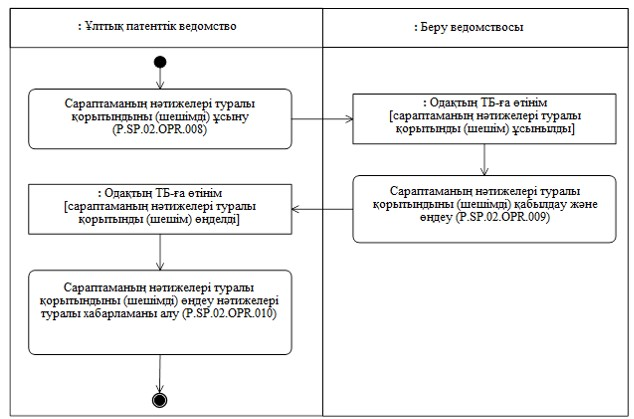 : Ұлттық патенттік ведомство
: Беру ведомствосы
Сараптаманың нәтижелері туралы
қорытындыны (шешімді) ұсыну
(P.SP.02.OPR.008)
: Одақтың ТБ-ға өтінім
[сараптаманың нәтижелері туралы
қорытынды (шешім) ұсынылды]
Сараптаманың нәтижелері туралы
қорытындыны (шешімді) қабылдау және
өңдеу (P.SP.02.OPR.009)
: Одақтың ТБ-ға өтінім
[сараптаманың нәтижелері туралы
қорытынды (шешім) өңделді]
Сараптаманың нәтижелері туралы
қорытындыны (шешімді) өңдеу нәтижелері
туралы хабарламаны алу (P.SP.02.OPR.010)